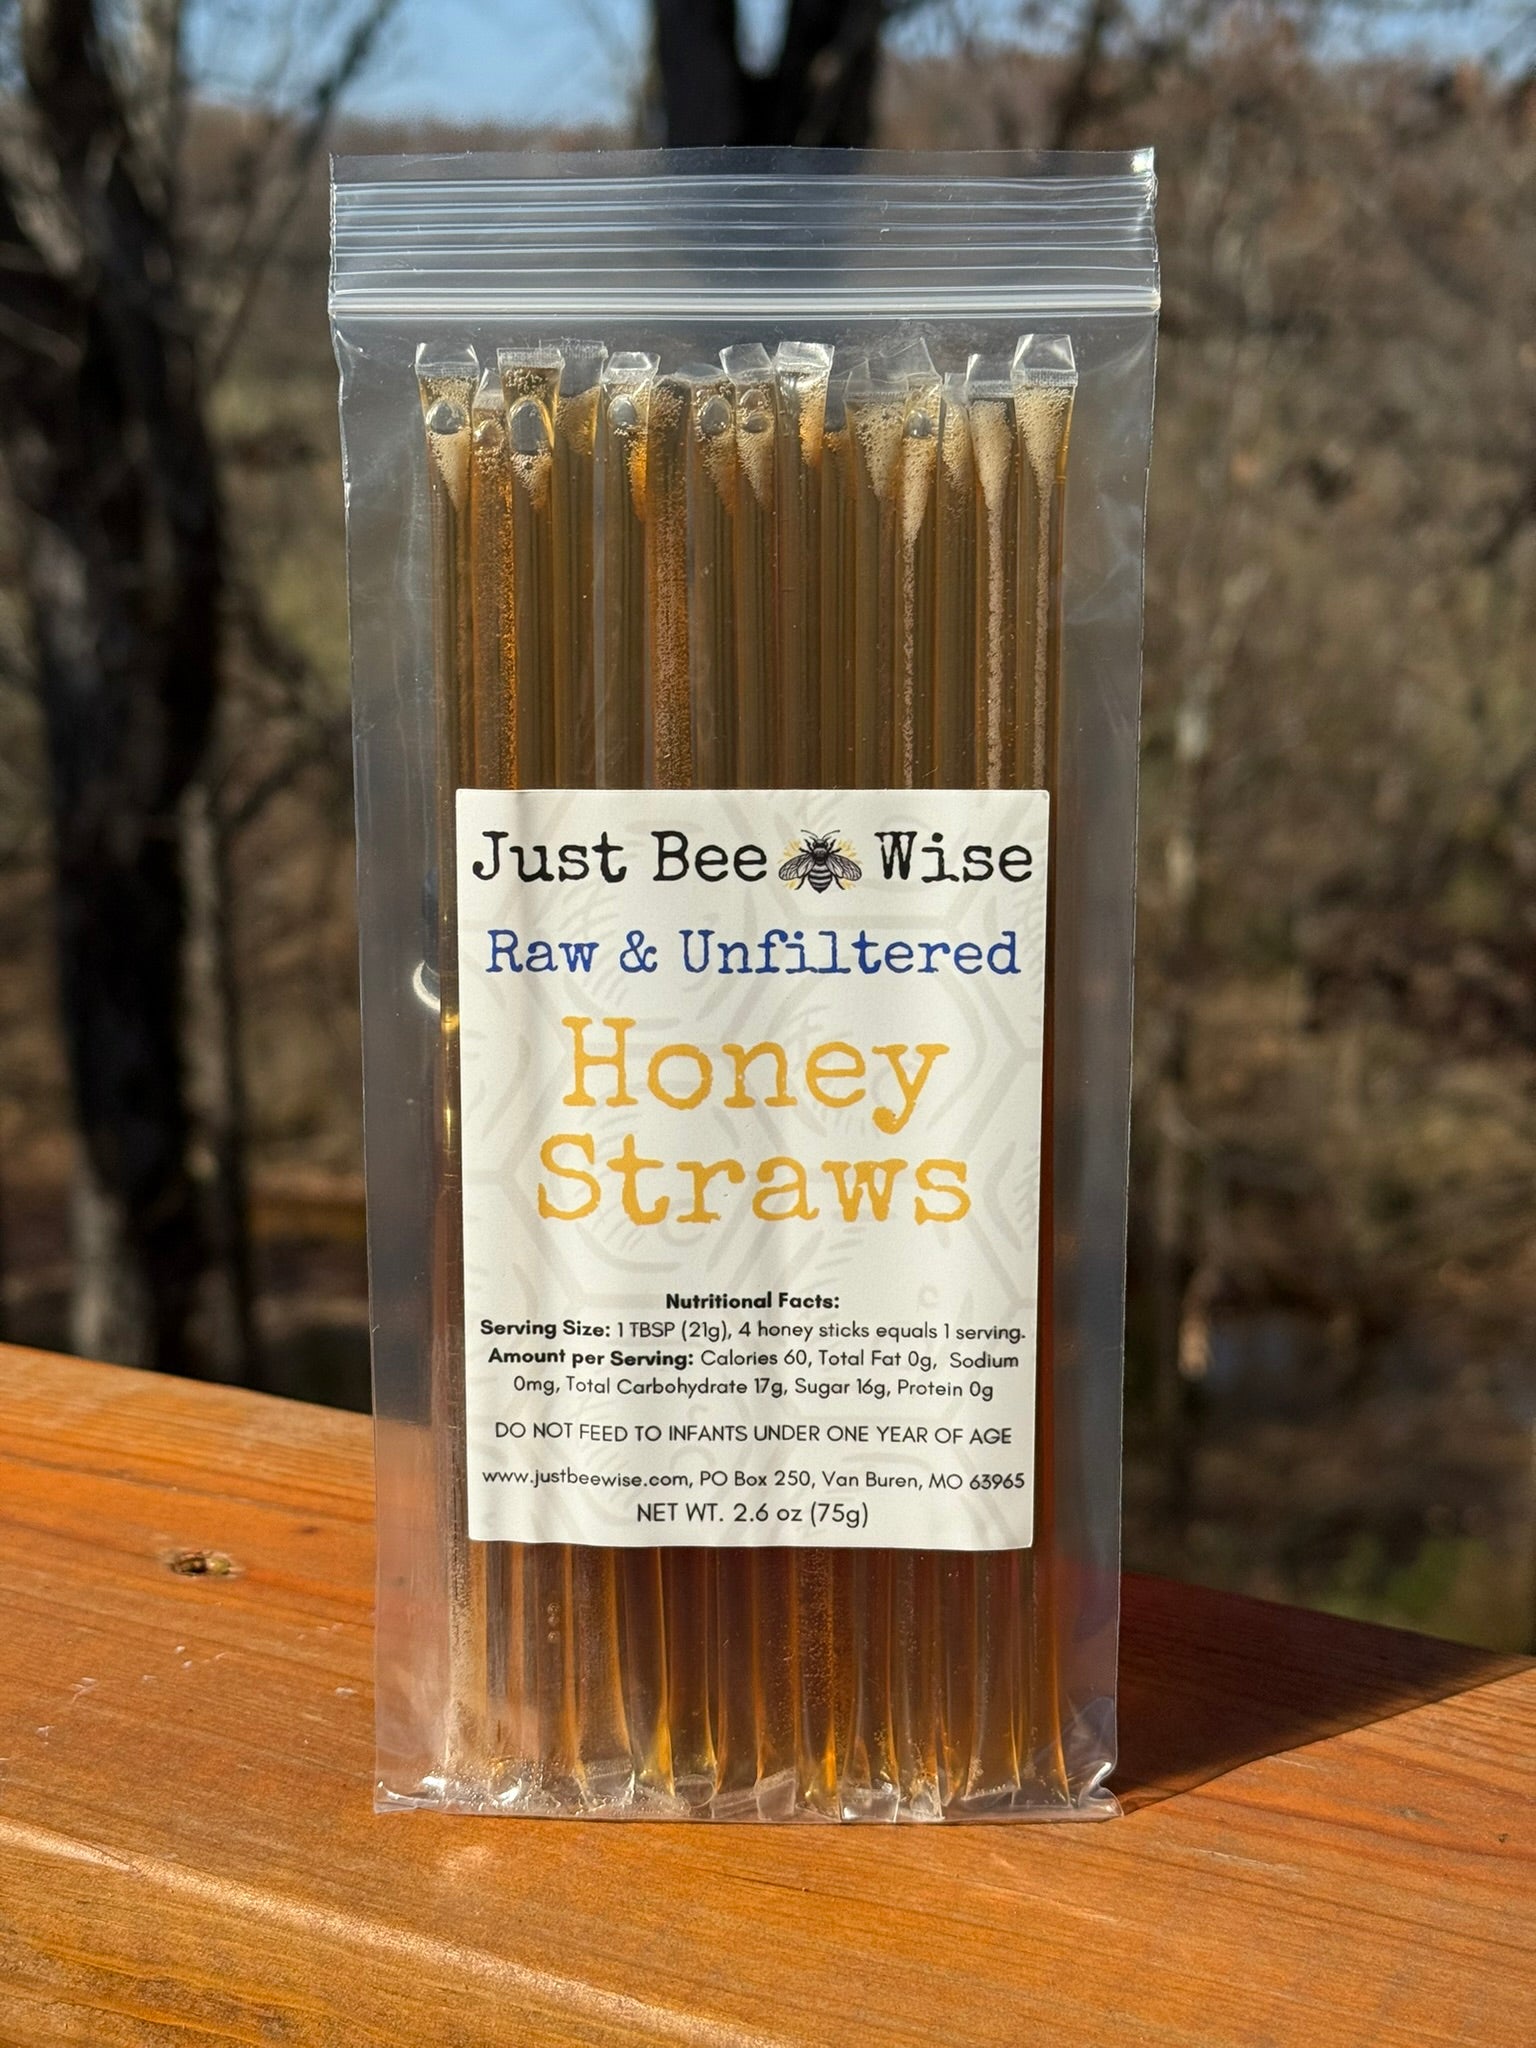 Just Bee Wise
Raw & Unfiltered
Honey
Straws
Nutritional Facts:
Serving Size: 1 TBSP (21g), 4 honey sticks equals 1 serving.
Amount per Serving: Calories 60, Total Fat 0g, Sodium
0mg, Total Carbohydrate 17g, Sugar 16g, Protein 0g
DO NOT FEED TO INFANTS UNDER ONE YEAR OF AGE
www.justbeewise.com, PO Box 250, Van Buren, MO 63965
NET WT. 2.6 oz (75g)